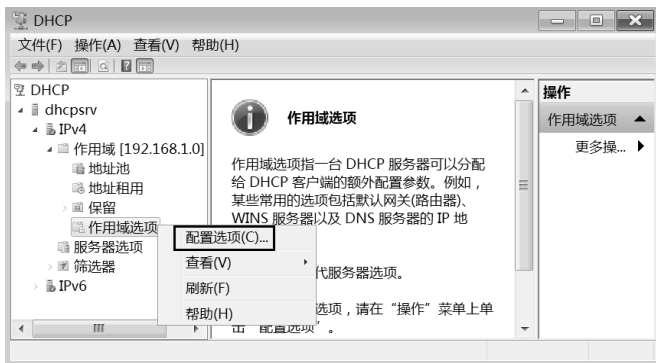 DHCP
文件(F) 操作(A) 查看(V) 帮助(H)
DHCP
dhcpsrv
IPv4
作用域 [192.168.1.0]
地址池
地址租用
保留
作用域选项
服务器选项
筛选器
IPv6
配置选项(C)...
查看(V)
刷新(F)
帮助(H)
作用域选项
作用域选项指一台 DHCP 服务器可以分配
给 DHCP 客户端的额外配置参数。例如，
某些常用的选项包括默认网关(路由器)、
WINS 服务器以及 DNS 服务器的 IP 地
代服务器选项。
选项，请在“操作”菜单上单
击“配置选项”。
操作
作用域选项
更多操...